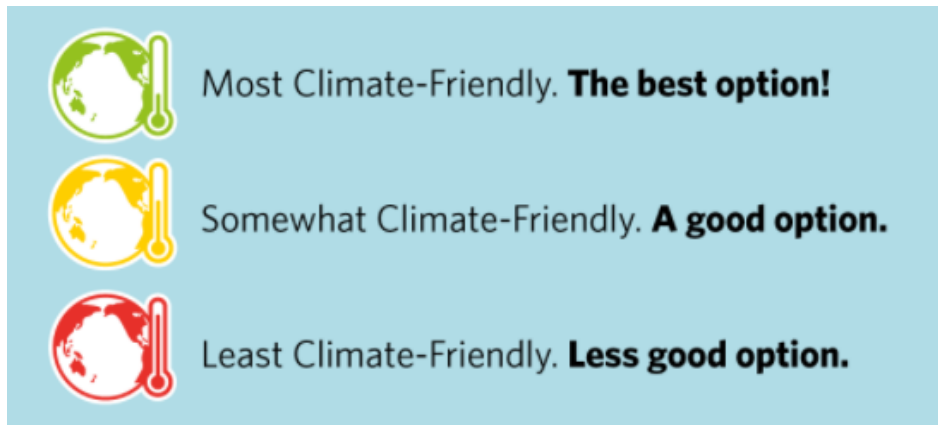 Most Climate-Friendly. The best option!
Somewhat Climate-Friendly. A good option.
Least Climate-Friendly. Less good option.